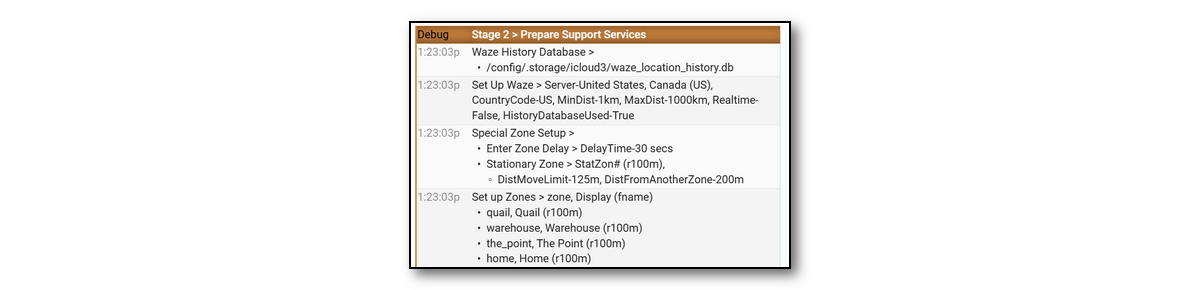 Debug Stage 2 > Prepare Support Services
1:23:03p Waze History Database >
• /config/.storage/icloud3/waze_location_history.db
1:23:03p Set Up Waze > Server-United States, Canada (US),
CountryCode-US, MinDist-1km, MaxDist-1000km, Realtime-
False, HistoryDatabaseUsed-True
1:23:03p Special Zone Setup >
• Enter Zone Delay > DelayTime-30 secs
• Stationary Zone > StatZon# (r100m),
◦ DistMoveLimit-125m, DistFromAnotherZone-200m
1:23:03p Set up Zones > zone, Display (fname)
• quail, Quail (r100m)
• warehouse, Warehouse (r100m)
• the_point, The Point (r100m)
• home, Home (r100m)